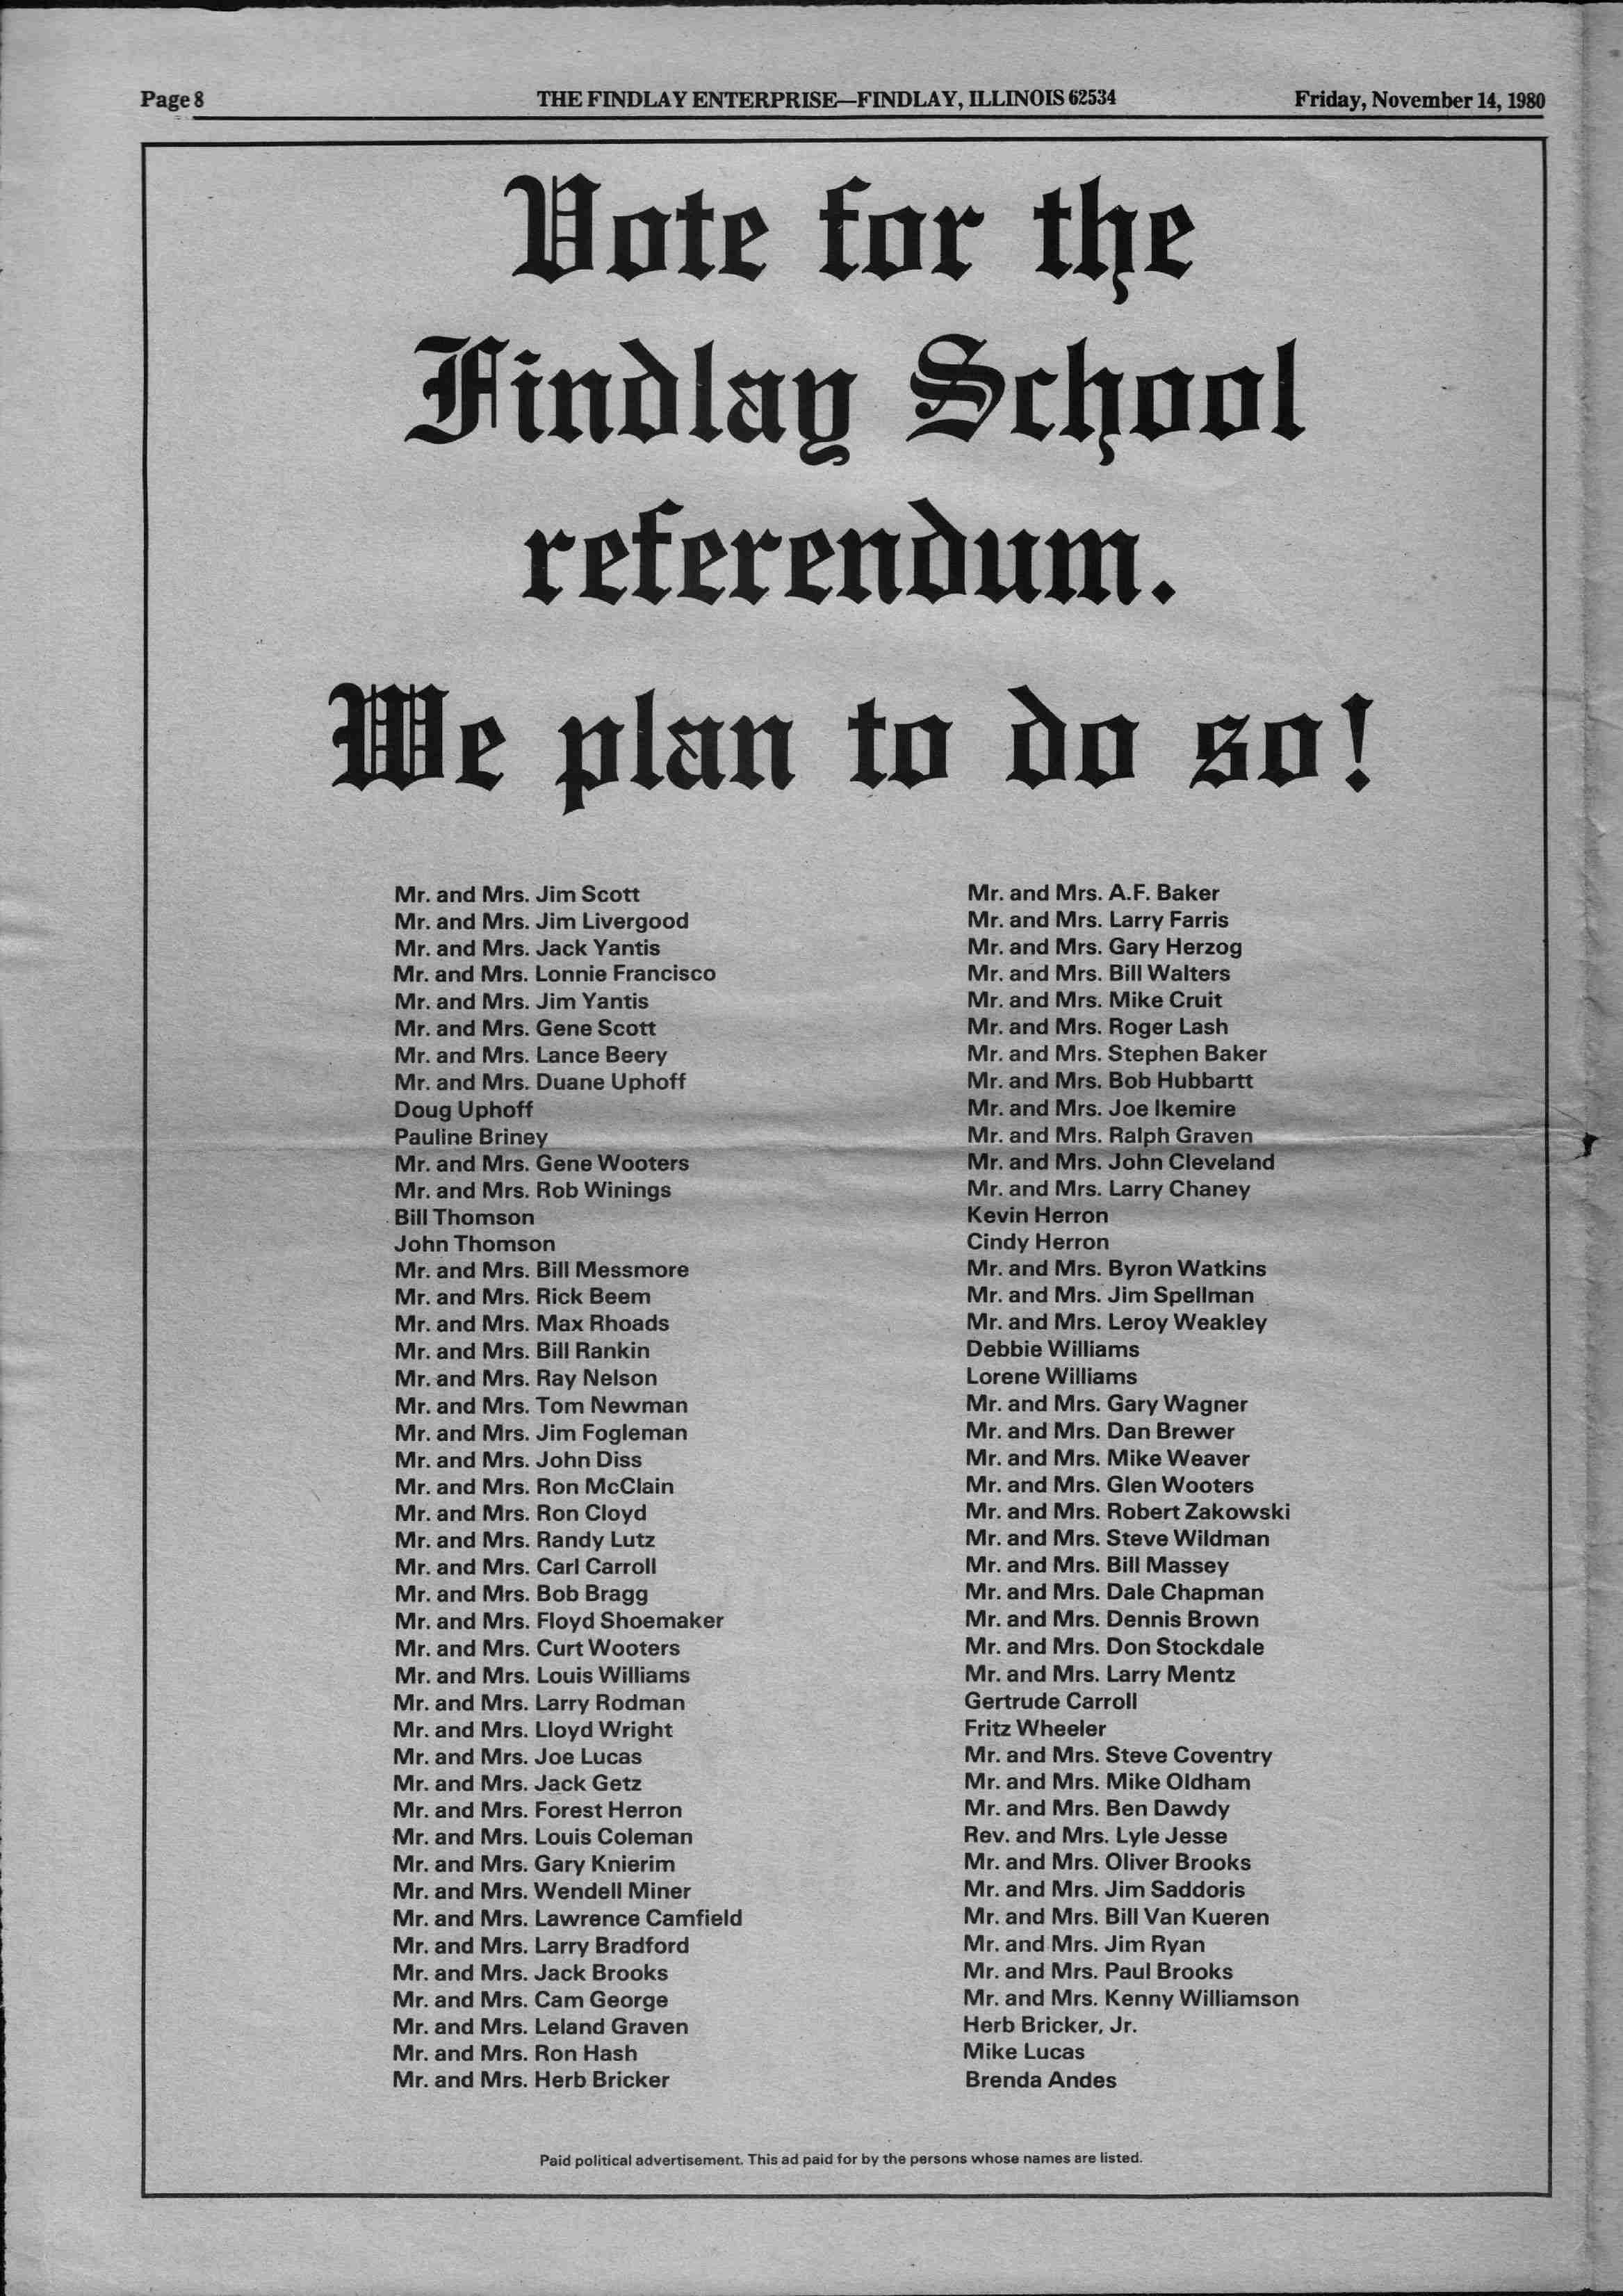 Page 8
THE FINDLAY ENTERPRISE—FINDLAY, ILLINOIS 62534
Friday, November 14, 1980
Vote for the
Findlay School
referendum.
We plan to do so!
Mr. and Mrs. Jim Scott
Mr. and Mrs. Jim Livergood
Mr. and Mrs. Jack Yantis
Mr. and Mrs. Lonnie Francisco
Mr. and Mrs. Jim Yantis
Mr. and Mrs. Gene Scott
Mr. and Mrs. Lance Beery
Mr. and Mrs. Duane Uphoff
Doug Uphoff
Pauline Briney
Mr. and Mrs. Gene Wooters
Mr. and Mrs. Rob Winings
Bill Thomson
John Thomson
Mr. and Mrs. Bill Messmore
Mr. and Mrs. Rick Beem
Mr. and Mrs. Max Rhoads
Mr. and Mrs. Bill Rankin
Mr. and Mrs. Ray Nelson
Mr. and Mrs. Tom Newman
Mr. and Mrs. Jim Fogleman
Mr. and Mrs. John Diss
Mr. and Mrs. Ron McClain
Mr. and Mrs. Ron Cloyd
Mr. and Mrs. Randy Lutz
Mr. and Mrs. Carl Carroll
Mr. and Mrs. Bob Bragg
Mr. and Mrs. Floyd Shoemaker
Mr. and Mrs. Curt Wooters
Mr. and Mrs. Louis Williams
Mr. and Mrs. Larry Rodman
Mr. and Mrs. Lloyd Wright
Mr. and Mrs. Joe Lucas
Mr. and Mrs. Jack Getz
Mr. and Mrs. Forest Herron
Mr. and Mrs. Louis Coleman
Mr. and Mrs. Gary Knierim
Mr. and Mrs. Wendell Miner
Mr. and Mrs. Lawrence Camfield
Mr. and Mrs. Larry Bradford
Mr. and Mrs. Jack Brooks
Mr. and Mrs. Cam George
Mr. and Mrs. Leland Graven
Mr. and Mrs. Ron Hash
Mr. and Mrs. Herb Bricker
Mr. and Mrs. A.F. Baker
Mr. and Mrs. Larry Farris
Mr. and Mrs. Gary Herzog
Mr. and Mrs. Bill Walters
Mr. and Mrs. Mike Cruit
Mr. and Mrs. Roger Lash
Mr. and Mrs. Stephen Baker
Mr. and Mrs. Bob Hubbartt
Mr. and Mrs. Joe Ikemire
Mr. and Mrs. Ralph Graven
Mr. and Mrs. John Cleveland
Mr. and Mrs. Larry Chaney
Kevin Herron
Cindy Herron
Mr. and Mrs. Byron Watkins
Mr. and Mrs. Jim Spellman
Mr. and Mrs. Leroy Weakley
Debbie Williams
Lorene Williams
Mr. and Mrs. Gary Wagner
Mr. and Mrs. Dan Brewer
Mr. and Mrs. Mike Weaver
Mr. and Mrs. Glen Wooters
Mr. and Mrs. Robert Zakowski
Mr. and Mrs. Steve Wildman
Mr. and Mrs. Bill Massey
Mr. and Mrs. Dale Chapman
Mr. and Mrs. Dennis Brown
Mr. and Mrs. Don Stockdale
Mr. and Mrs. Larry Mentz
Gertrude Carroll
Fritz Wheeler
Mr. and Mrs. Steve Coventry
Mr. and Mrs. Mike Oldham
Mr. and Mrs. Ben Dawdy
Rev. and Mrs. Lyle Jesse
Mr. and Mrs. Oliver Brooks
Mr. and Mrs. Jim Saddoris
Mr. and Mrs. Bill Van Kueren
Mr. and Mrs. Jim Ryan
Mr. and Mrs. Paul Brooks
Mr. and Mrs. Kenny Williamson
Herb Bricker, Jr.
Mike Lucas
Brenda Andes
Paid political advertisement. This ad paid for by the persons whose names are listed.